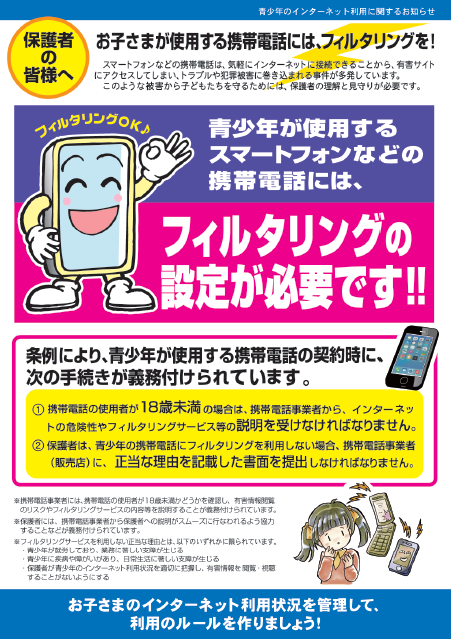 青少年のインターネット利用に関するお知らせ
保護者
の
皆様へ
お子さまが使用する携帯電話には、フィルタリングを!
スマートフォンなどの携帯電話は、気軽にインターネットに接続できることから、有害サイト
にアクセスしてしまい、トラブルや犯罪被害に巻き込まれる事件が多発しています。
このような被害から子どもたちを守るためには、保護者の理解と見守りが必要です。
フィルタリングOK♪
青少年が使用する
スマートフォンなどの
携帯電話には、
フィルタリングの
設定が必要です!!
条例により、青少年が使用する携帯電話の契約時に、
次の手続きが義務付けられています。
① 携帯電話の使用者が18歳未満の場合は、携帯電話事業者から、インターネッ
トの危険性やフィルタリングサービス等の説明を受けなければなりません。
② 保護者は、青少年の携帯電話にフィルタリングを利用しない場合、携帯電話事業者
(販売店)に、正当な理由を記載した書面を提出しなければなりません。
※携帯電話事業者には、携帯電話の使用者が18歳未満かどうかを確認し、有害情報閲覧
のリスクやフィルタリングサービスの内容等を説明することが義務付けられています。
※保護者には、携帯電話事業者から保護者への説明がスムーズに行なわれるよう協力
することなどが義務付けられています。
※フィルタリングサービスを利用しない正当な理由とは、以下のいずれかに限られています。
・青少年が就労しており、業務に著しい支障が生じる
・青少年に疾病や障がいがあり、日常生活に著しい支障が生じる
・保護者が青少年のインターネット利用状況を適切に把握し、有害情報を閲覧・視聴
することがないようにする
お子さまのインターネット利用状況を管理して、
利用のルールを作りましょう!